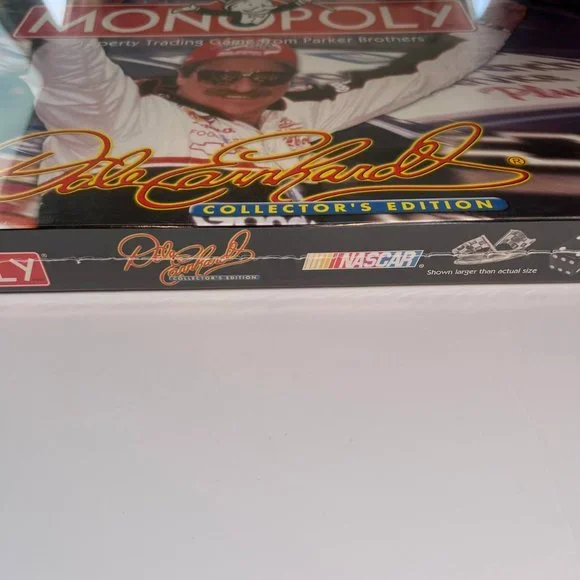 MONOPOLY
Property Trading Game from Parker Brothers
Dale Earnhardt ®
COLLECTOR'S EDITION
LY
Dale Earnhardt
COLLECTOR'S EDITION
NASCAR ®
Shown larger than actual size